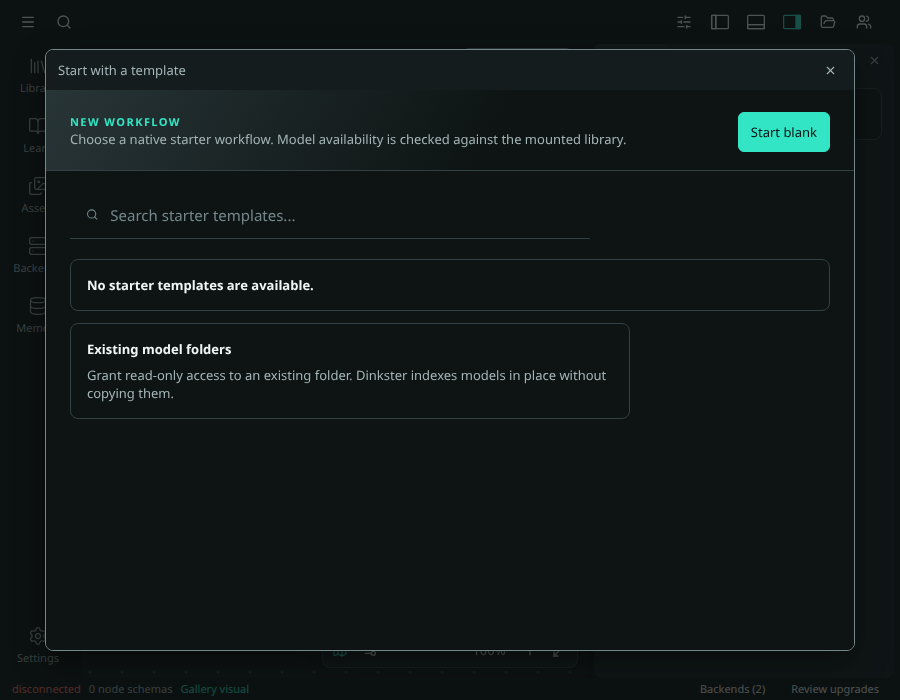 Start with a template
NEW WORKFLOW
Choose a native starter workflow. Model availability is checked against the mounted library.
Start blank
Search starter templates...
No starter templates are available.
Existing model folders
Grant read-only access to an existing folder. Dinkster indexes models in place without
copying them.
Settings
100%
disconnected 0 node schemas Gallery visual
Backends (2) Review upgrades